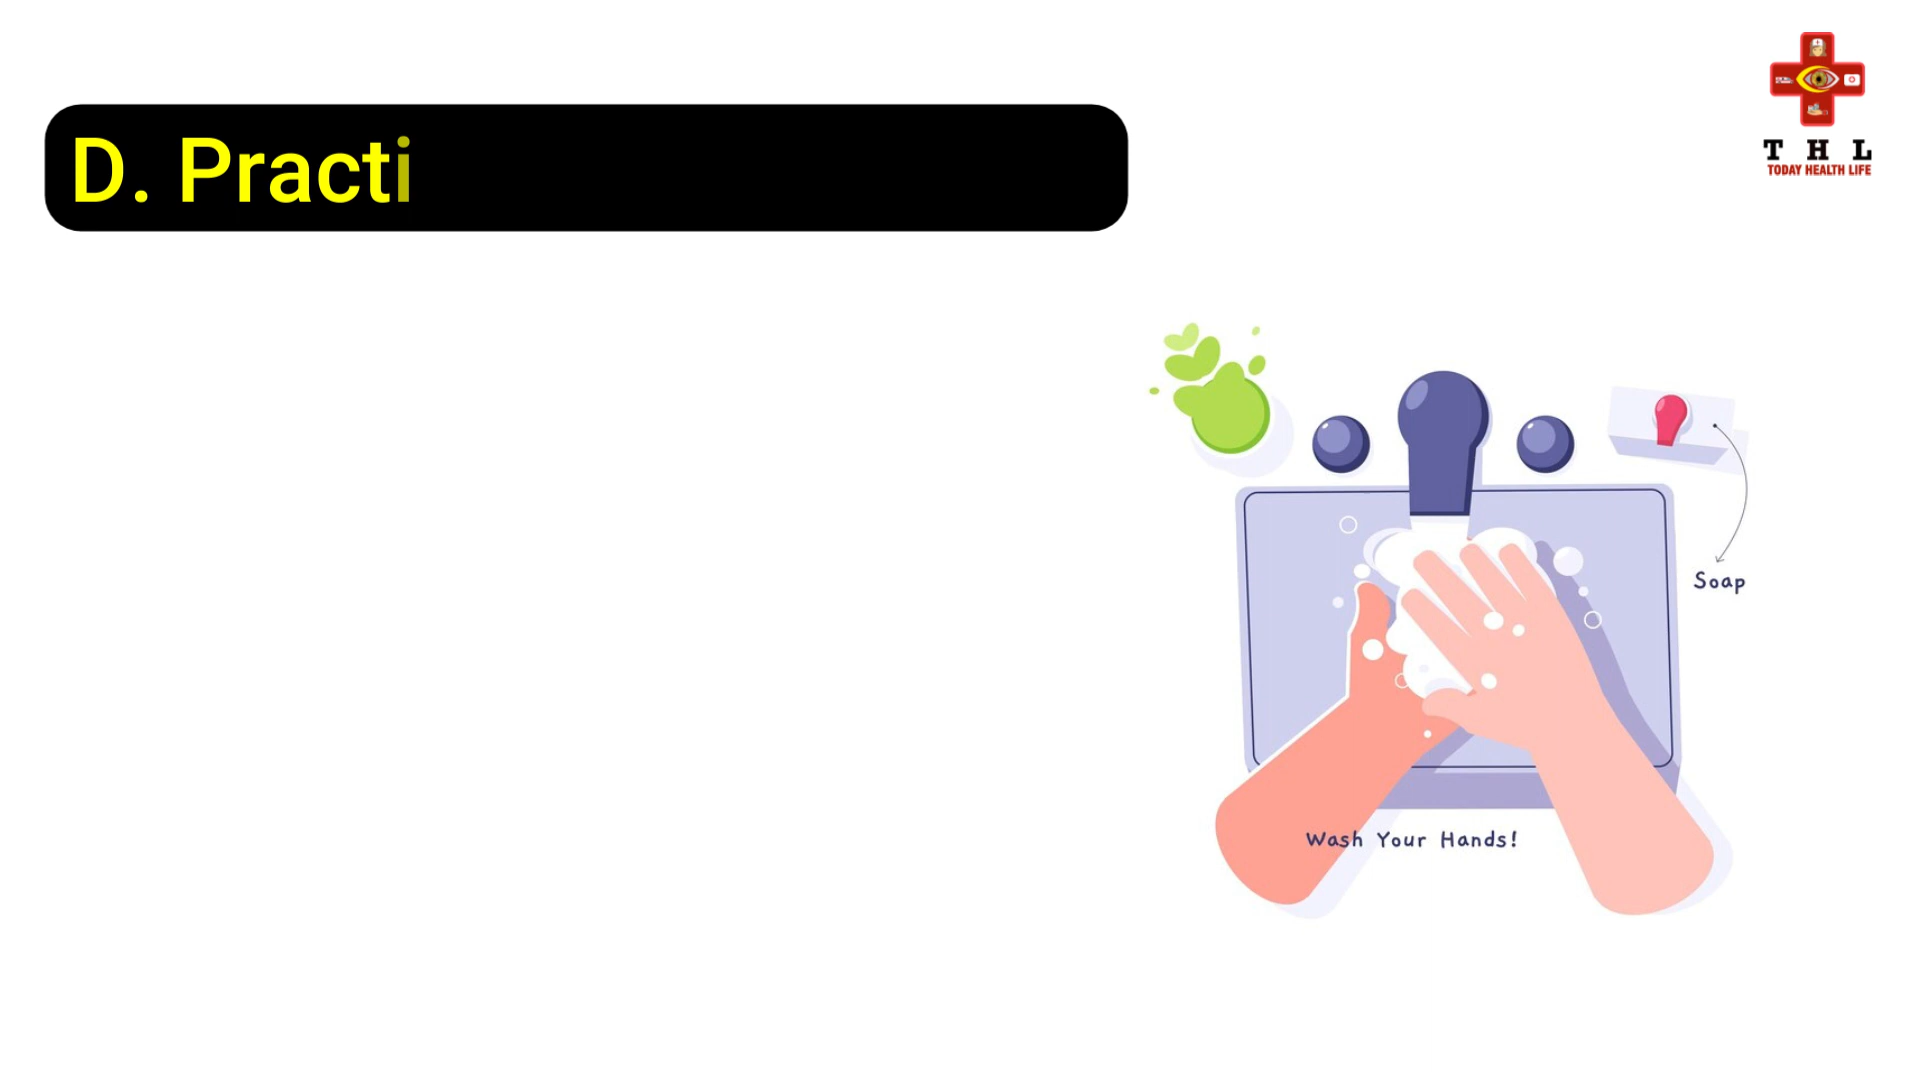 D. Practi
T H L
TODAY HEALTH LIFE
Soap
Wash Your Hands!